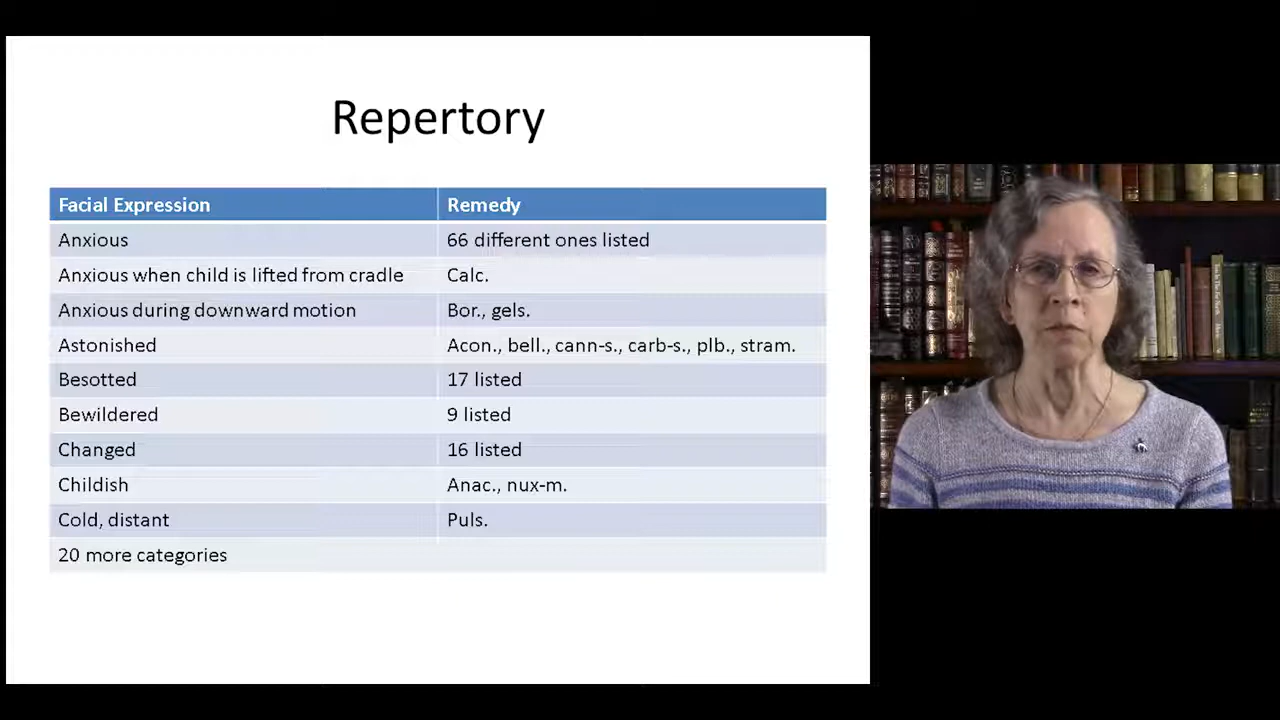 Repertory
Facial Expression Remedy
Anxious 66 different ones listed
Anxious when child is lifted from cradle Calc.
Anxious during downward motion Bor., gels.
Astonished Acon., bell., cann-s., carb-s., plb., stram.
Besotted 17 listed
Bewildered 9 listed
Changed 16 listed
Childish Anac., nux-m.
Cold, distant Puls.
20 more categories